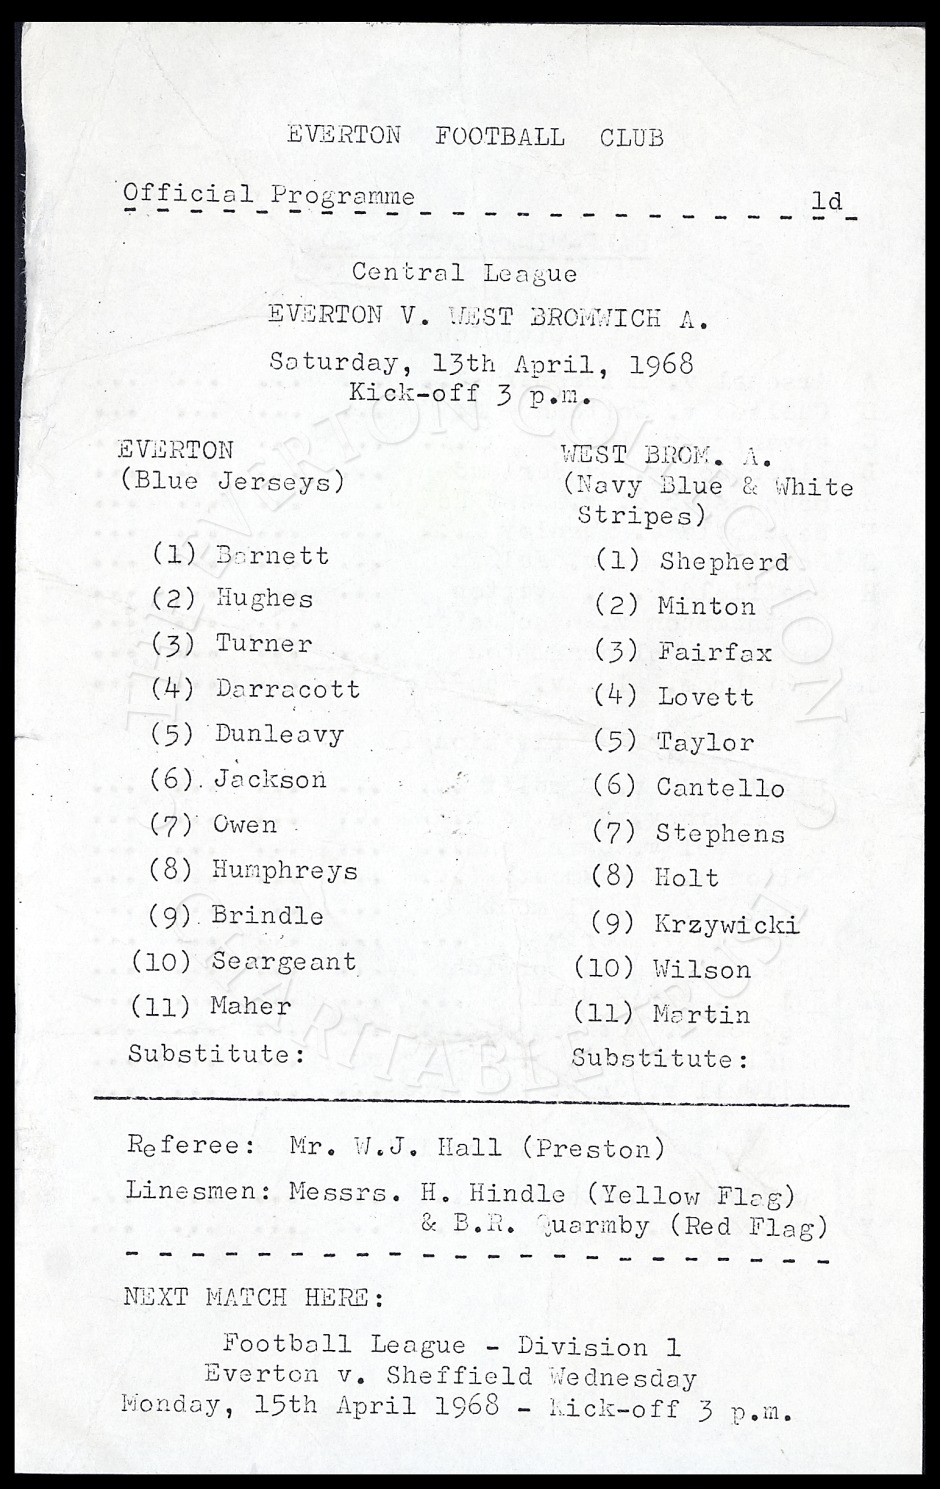 EVERTON FOOTBALL CLUB
Official Programme 1d
Central League
EVERTON V. WEST BROMWICH A.
Saturday, 13th April, 1968
Kick-off 3 p.m.
EVERTON
(Blue Jerseys)
(1) Barnett
(2) Hughes
(3) Turner
(4) Darracott
(5) Dunleavy
(6). Jackson
(7) Owen
(8) Humphreys
(9). Brindle
(10) Seargeant
(11) Maher
Substitute:
WEST BROM. A.
(Navy Blue & White
Stripes)
(1) Shepherd
(2) Minton
(3) Fairfax
(4) Lovett
(5) Taylor
(6) Cantello
(7) Stephens
(8) Holt
(9) Krzywicki
(10) Wilson
(11) Martin
Substitute:
Referee: Mr. W.J. Hall (Preston)
Linesmen: Messrs. H. Hindle (Yellow Flag)
& B.R. Quarmby (Red Flag)
NEXT MATCH HERE:
Football League - Division 1
Everton v. Sheffield Wednesday
Monday, 15th April 1968 - Kick-off 3 p.m.
THE EVERTON COLLECTION
CHARITABLE TRUST